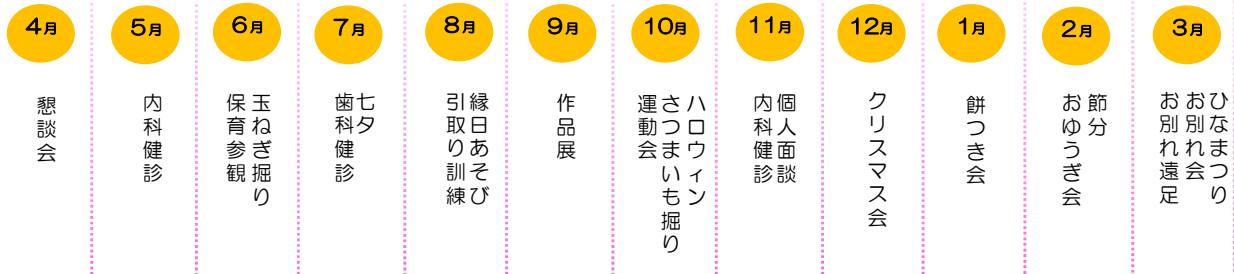 4月
懇談会
5月
内科健診
6月
玉ねぎ掘り
保育参観
7月
七夕
歯科健診
8月
縁日あそび
引取り訓練
9月
作品展
10月
ハロウィン
さつまいも掘り
運動会
11月
個人面談
内科健診
12月
クリスマス会
1月
餅つき会
2月
節分
おゆうぎ会
3月
ひなまつり
お別れ会
お別れ遠足